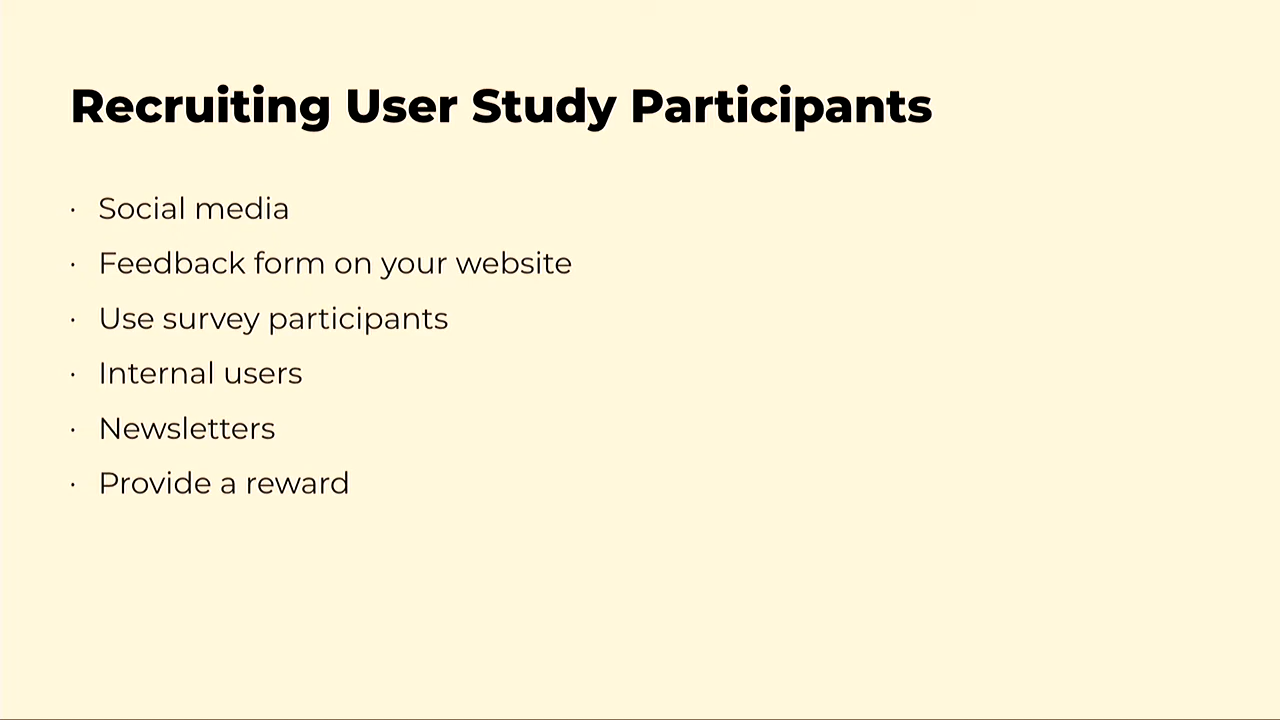 Recruiting User Study Participants
· Social media
· Feedback form on your website
· Use survey participants
· Internal users
· Newsletters
· Provide a reward